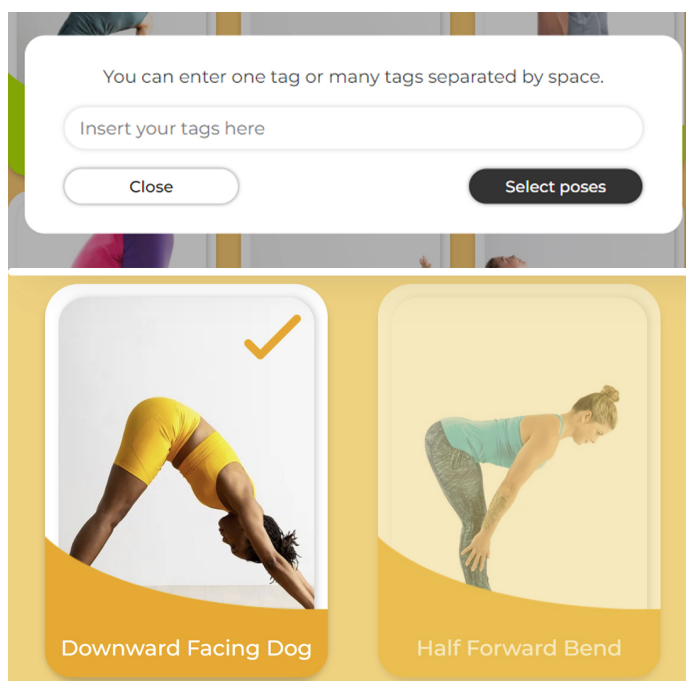 You can enter one tag or many tags separated by space.
Insert your tags here
Close
Select poses
Downward Facing Dog
Half Forward Bend